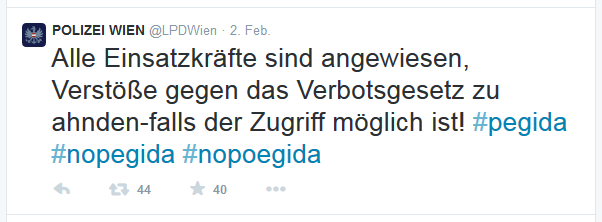 POLIZEI WIEN @LPDWien · 2. Feb.
Alle Einsatzkräfte sind angewiesen,
Verstöße gegen das Verbotsgesetz zu
ahnden-falls der Zugriff möglich ist! #pegida
#nopegida #nopoegida
44 40